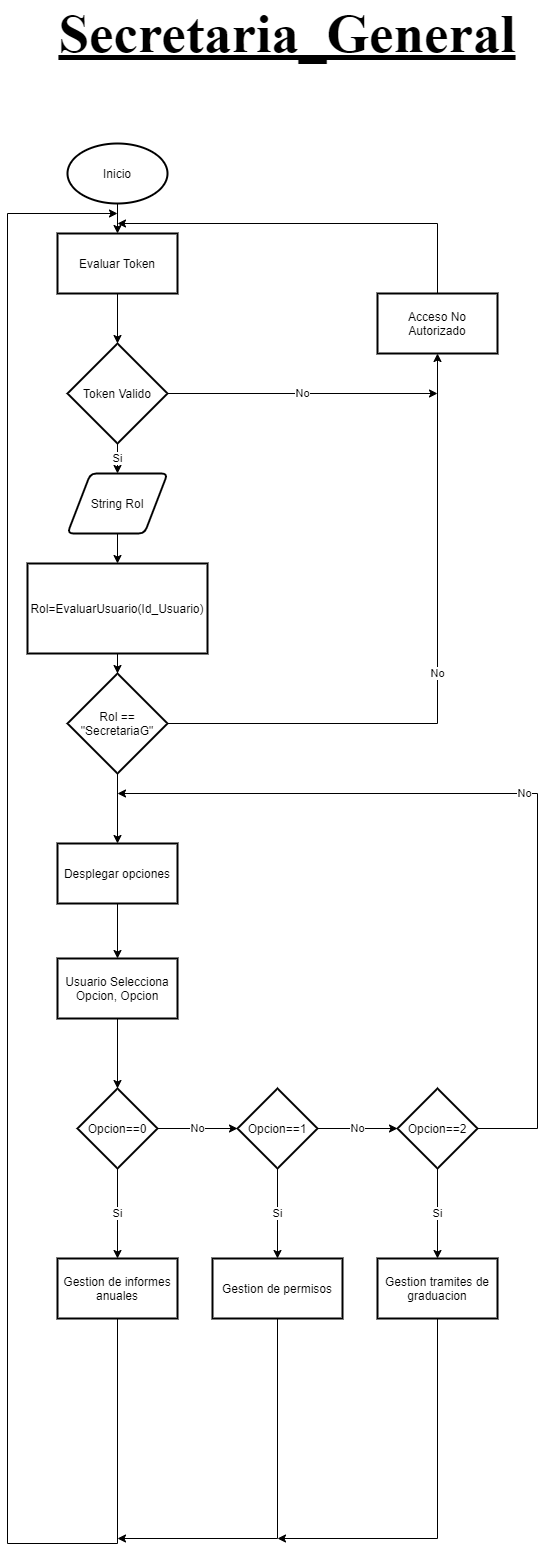 Secretaria_General
Inicio
Evaluar Token
Acceso No
Autorizado
Token Valido
No
Si
String Rol
Rol=EvaluarUsuario(Id_Usuario)
No
Rol ==
"SecretariaG"
No
Desplegar opciones
Usuario Selecciona
Opcion, Opcion
Opcion==0
No
Opcion==1
No
Opcion==2
Si
Si
Si
Gestion de informes
anuales
Gestion de permisos
Gestion tramites de
graduacion